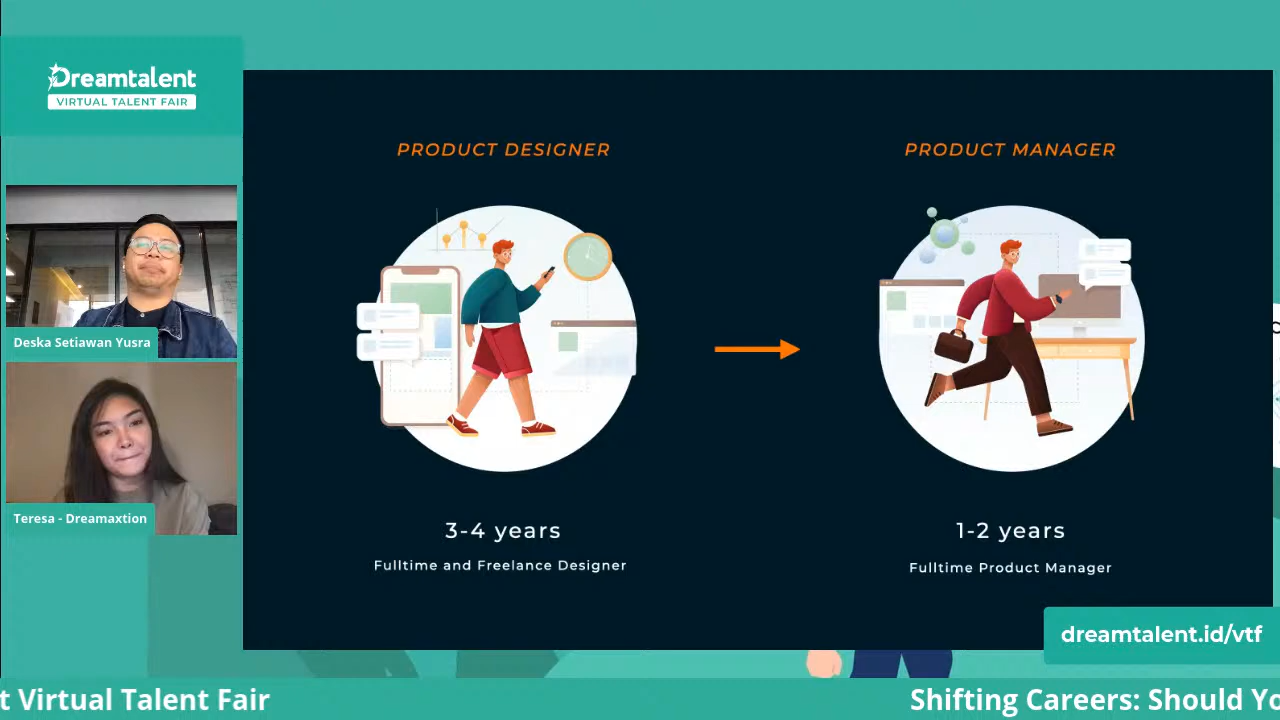 Dreamtalent
VIRTUAL TALENT FAIR
Deska Setiawan Yusra
Teresa - Dreamaxtion
PRODUCT DESIGNER
PRODUCT MANAGER
3-4 years
1-2 years
Fulltime and Freelance Designer
Fulltime Product Manager
dreamtalent.id/vtf
t Virtual Talent Fair
Shifting Careers: Should Yo